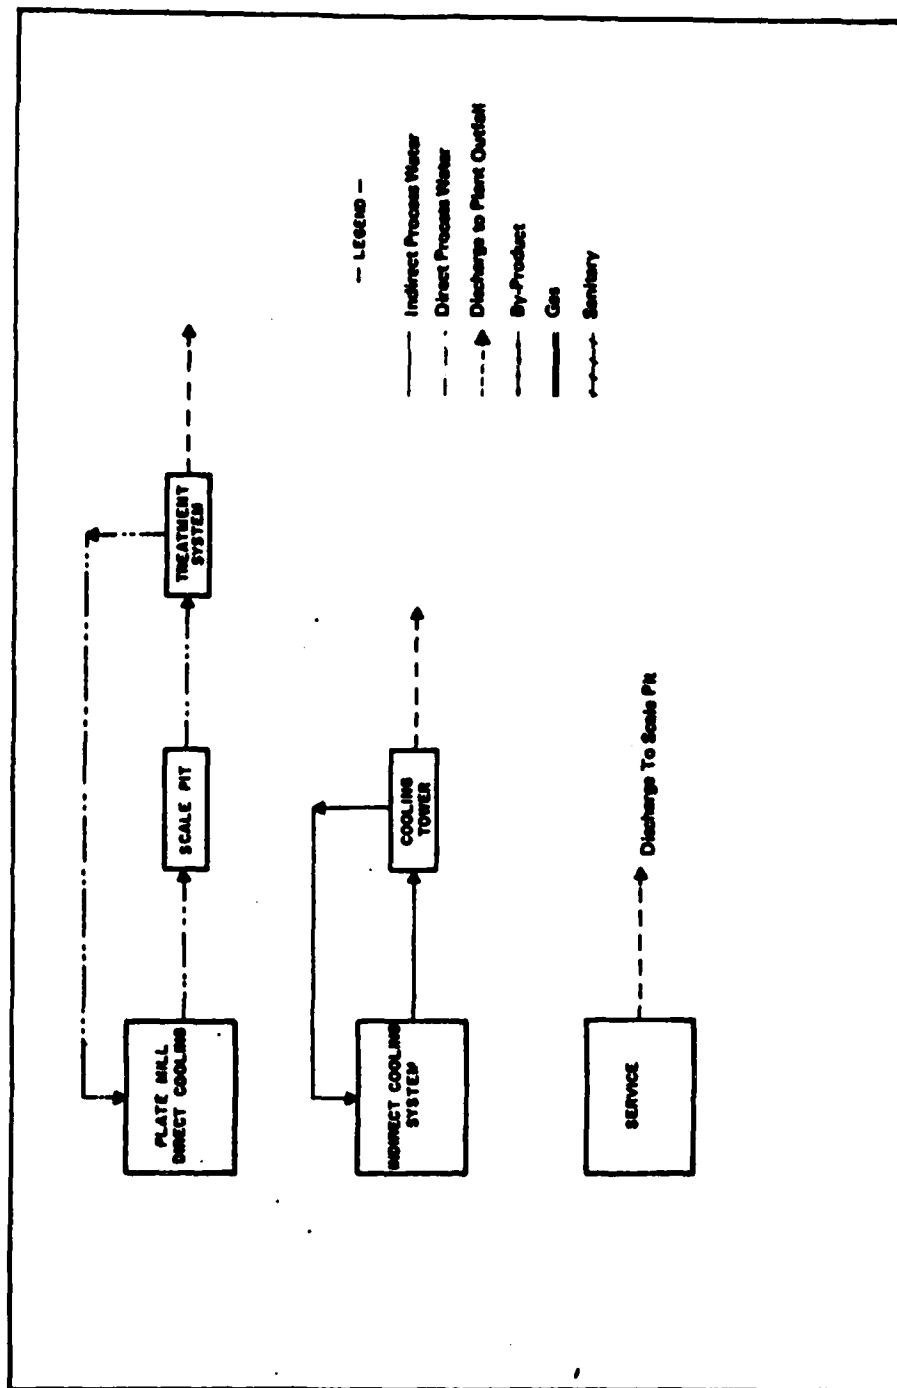 PLATE MILL
DIRECT COOLING
SCALE PIT
TREATMENT
SYSTEM
INDIRECT COOLING
SYSTEM
COOLING
TOWER
SERVICE
Discharge To Scale Pit
— LEGEND —
Indirect Process Water
Direct Process Water
Discharge to Plant Outfall
By-Product
Gas
Sanitary